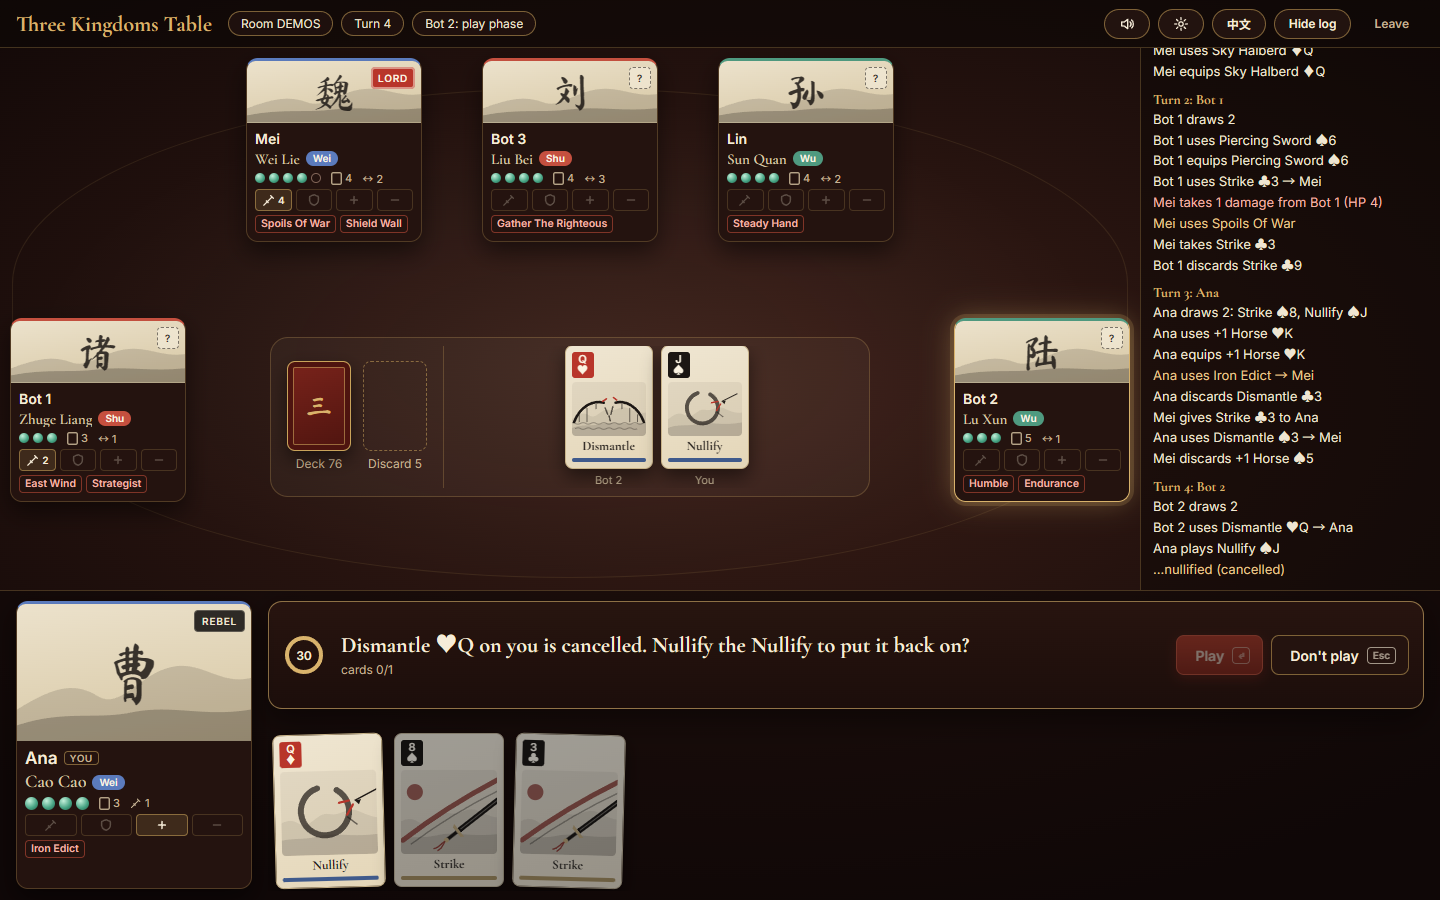 Three Kingdoms Table
Room DEMOS
Turn 4
Bot 2: play phase
中文
Hide log
Leave
魏
LORD
Mei
Wei Lie Wei
4 2
4
Spoils Of War Shield Wall
刘
?
Bot 3
Liu Bei Shu
4 3
Gather The Righteous
孙
?
Lin
Sun Quan Wu
4 2
Steady Hand
诸
?
Bot 1
Zhuge Liang Shu
3 1
2
East Wind Strategist
三
Deck 76
Discard 5
Q
Dismantle
Bot 2
J
Nullify
You
陆
?
Bot 2
Lu Xun Wu
5 1
Humble Endurance
Mei uses Sky Halberd ♦Q
Mei equips Sky Halberd ♦Q
Turn 2: Bot 1
Bot 1 draws 2
Bot 1 uses Piercing Sword ♠6
Bot 1 equips Piercing Sword ♠6
Bot 1 uses Strike ♣3 → Mei
Mei takes 1 damage from Bot 1 (HP 4)
Mei uses Spoils Of War
Mei takes Strike ♣3
Bot 1 discards Strike ♣9
Turn 3: Ana
Ana draws 2: Strike ♠8, Nullify ♠J
Ana uses +1 Horse ♥K
Ana equips +1 Horse ♥K
Ana uses Iron Edict → Mei
Ana discards Dismantle ♣3
Mei gives Strike ♣3 to Ana
Ana uses Dismantle ♠3 → Mei
Mei discards +1 Horse ♠5
Turn 4: Bot 2
Bot 2 draws 2
Bot 2 uses Dismantle ♥Q → Ana
Ana plays Nullify ♠J
...nullified (cancelled)
曹
REBEL
Ana YOU
Cao Cao Wei
3 1
Iron Edict
30
Dismantle ♥Q on you is cancelled. Nullify the Nullify to put it back on?
cards 0/1
Play
Don't play Esc
Q
Nullify
8
Strike
3
Strike